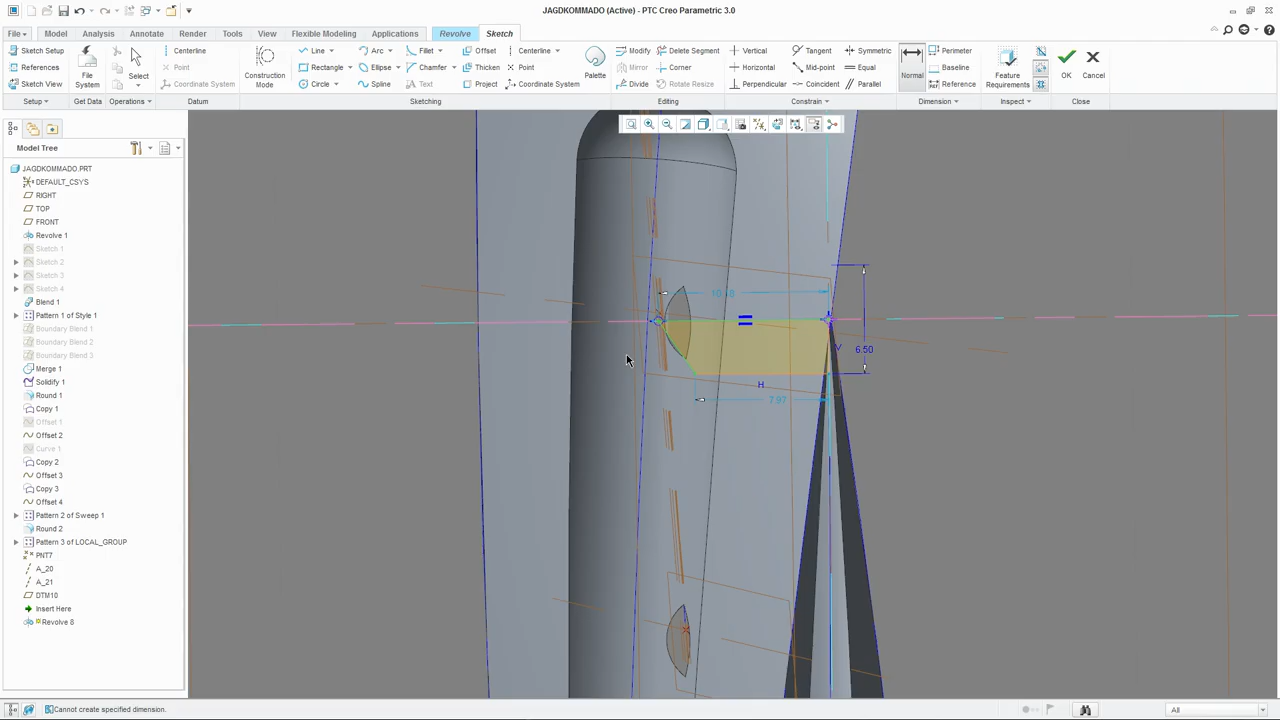 JAGDKOMMADO (Active) - PTC Creo Parametric 3.0
File Model Analysis Annotate Render Tools View Flexible Modeling Applications Revolve Sketch
Sketch Setup
References
Sketch View
Setup
File System
Get Data
Select
Operations
Centerline
Point
Coordinate System
Datum
Construction Mode
Line Arc Fillet Offset Centerline
Rectangle Ellipse Chamfer Thicken Point
Circle Spline Text Project Coordinate System
Palette
Sketching
Modify Delete Segment
Mirror Corner
Divide Rotate Resize
Editing
Vertical Tangent Symmetric
Horizontal Mid-point Equal
Perpendicular Coincident Parallel
Constrain
Normal
Perimeter
Baseline
Reference
Dimension
Feature Requirements
Inspect
OK
Cancel
Close
Model Tree
JAGDKOMMADO.PRT
DEFAULT_CSYS
RIGHT
TOP
FRONT
Revolve 1
Sketch 1
Sketch 2
Sketch 3
Sketch 4
Blend 1
Pattern 1 of Style 1
Boundary Blend 1
Boundary Blend 2
Boundary Blend 3
Merge 1
Solidify 1
Round 1
Copy 1
Offset 1
Offset 2
Curve 1
Copy 2
Offset 3
Copy 3
Offset 4
Pattern 2 of Sweep 1
Round 2
Pattern 3 of LOCAL_GROUP
PNT7
A_20
A_21
DTM10
Insert Here
Revolve 8
6.50
V
H
7.97
Cannot create specified dimension.
All